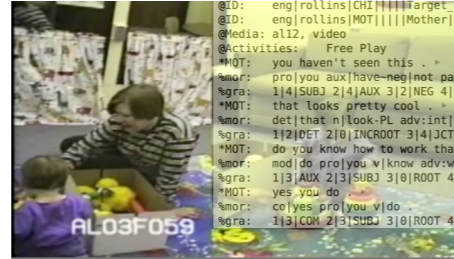 @ID: eng|rollins|CHI|||||Target_
@ID: eng|rollins|MOT|||||Mother|
@Media: al12, video
@Activities: Free Play
*MOT: you haven't seen this . ▸
%mor: pro|you aux|have~neg|not pa
%gra: 1|4|SUBJ 2|4|AUX 3|2|NEG 4|
*MOT: that looks pretty cool . ▸
%mor: det|that n|look-PL adv:int|
%gra: 1|2|DET 2|0|INCROOT 3|4|JCT
*MOT: do you know how to work tha
%mor: mod|do pro|you v|know adv:w
%gra: 1|3|AUX 2|3|SUBJ 3|0|ROOT 4
*MOT: yes you do .
%mor: co|yes pro|you v|do .
%gra: 1|3|COM 2|3|SUBJ 3|0|ROOT 4
AL03F059